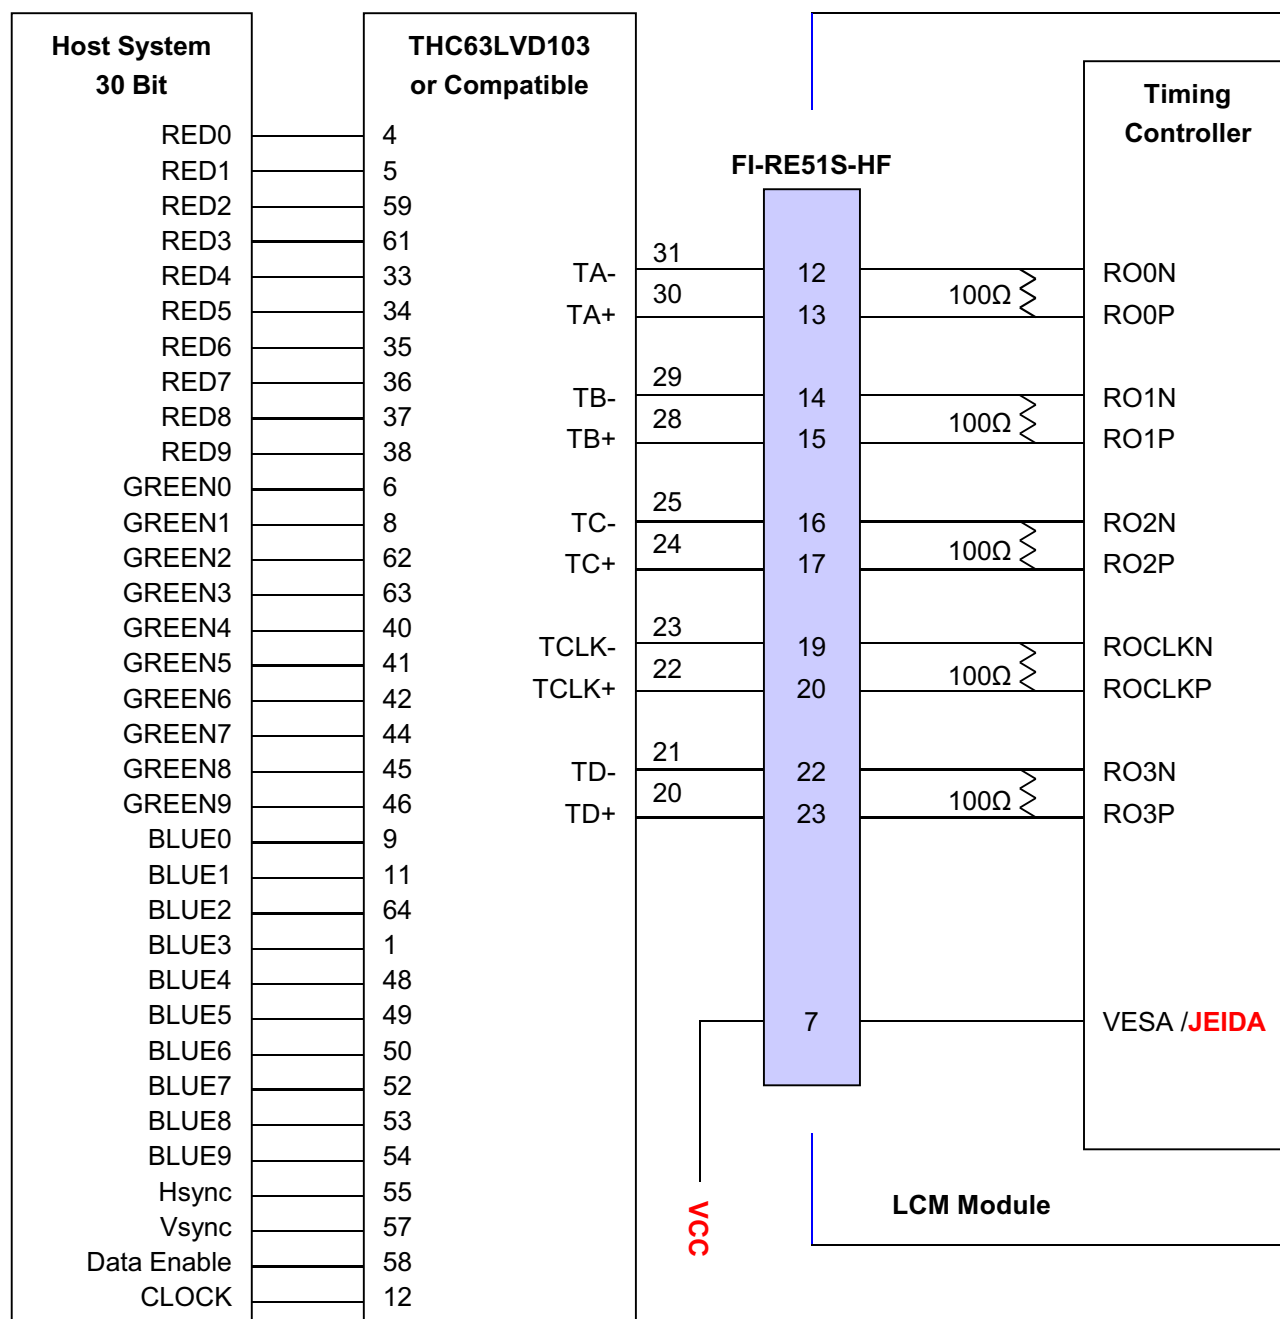 Host System
30 Bit
THC63LVD103
or Compatible
Timing
Controller
FI-RE51S-HF
RED0 4
RED1 5
RED2 59
RED3 61
RED4 33
RED5 34
RED6 35
RED7 36
RED8 37
RED9 38
GREEN0 6
GREEN1 8
GREEN2 62
GREEN3 63
GREEN4 40
GREEN5 41
GREEN6 42
GREEN7 44
GREEN8 45
GREEN9 46
BLUE0 9
BLUE1 11
BLUE2 64
BLUE3 1
BLUE4 48
BLUE5 49
BLUE6 50
BLUE7 52
BLUE8 53
BLUE9 54
Hsync 55
Vsync 57
Data Enable 58
CLOCK 12
TA- 31 12 RO0N
100Ω
TA+ 30 13 RO0P
TB- 29 14 RO1N
100Ω
TB+ 28 15 RO1P
TC- 25 16 RO2N
100Ω
TC+ 24 17 RO2P
TCLK- 23 19 ROCLKN
100Ω
TCLK+ 22 20 ROCLKP
TD- 21 22 RO3N
100Ω
TD+ 20 23 RO3P
7 VESA /JEIDA
VCC
LCM Module